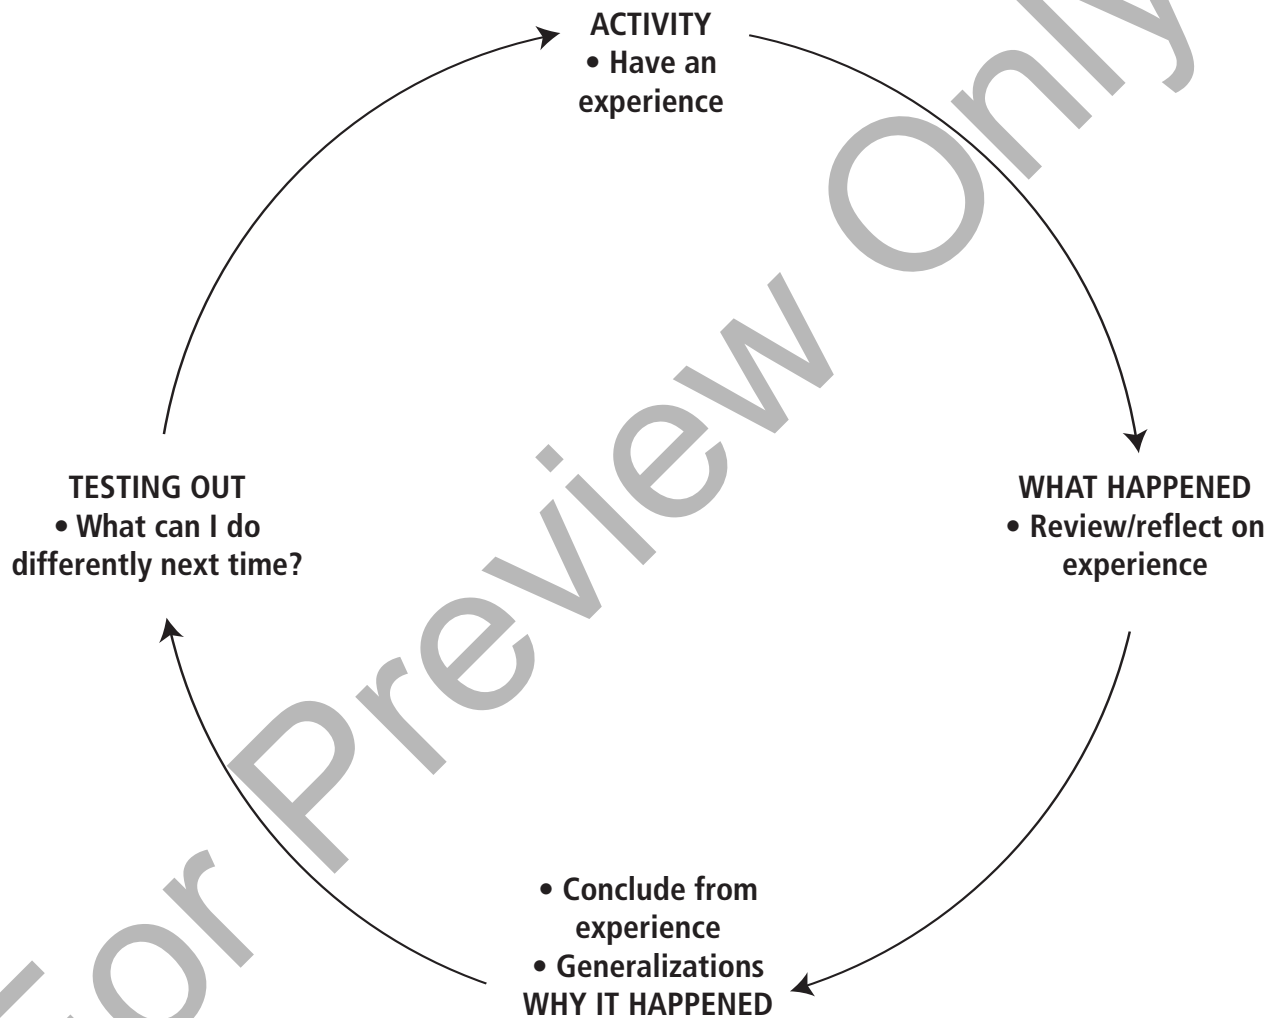 ACTIVITY
• Have an
experience
WHAT HAPPENED
• Review/reflect on
experience
• Conclude from
experience
• Generalizations
WHY IT HAPPENED
TESTING OUT
• What can I do
differently next time?
For Preview Only